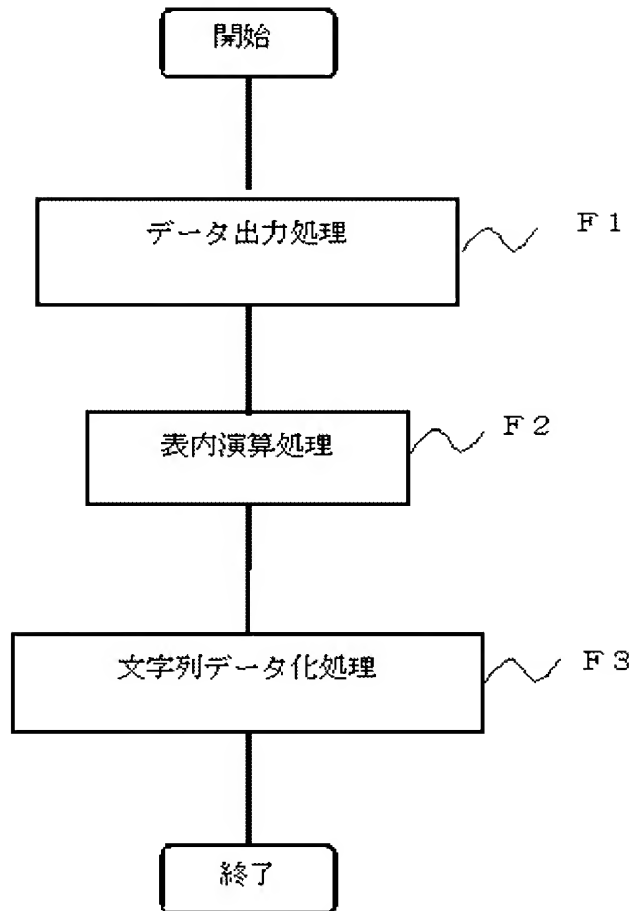 開始
データ出力処理
Ｆ１
表内演算処理
Ｆ２
文字列データ化処理
Ｆ３
終了